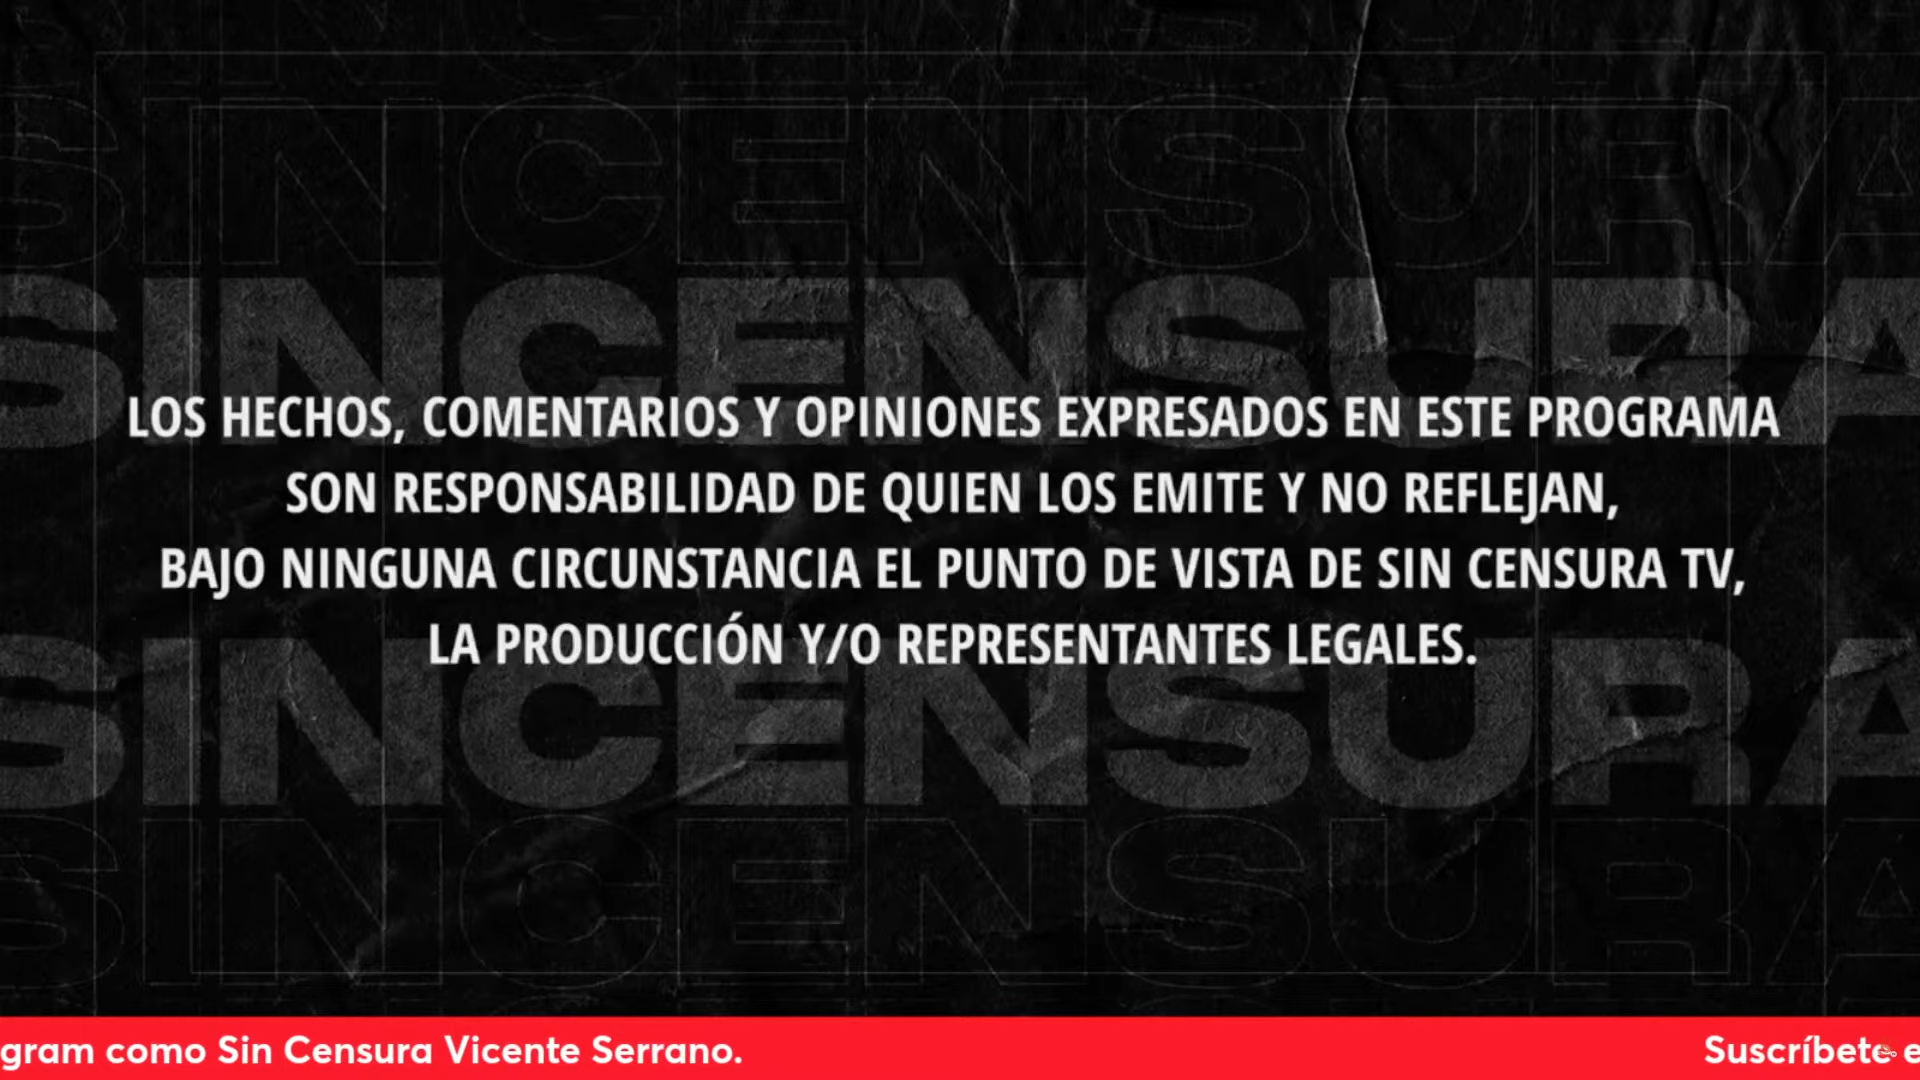 SINCENSURA
SINCENSURA
LOS HECHOS, COMENTARIOS Y OPINIONES EXPRESADOS EN ESTE PROGRAMA
SON RESPONSABILIDAD DE QUIEN LOS EMITE Y NO REFLEJAN,
BAJO NINGUNA CIRCUNSTANCIA EL PUNTO DE VISTA DE SIN CENSURA TV,
LA PRODUCCIÓN Y/O REPRESENTANTES LEGALES.
SINCENSURA
SINCENSURA
gram como Sin Censura Vicente Serrano. Suscríbete e